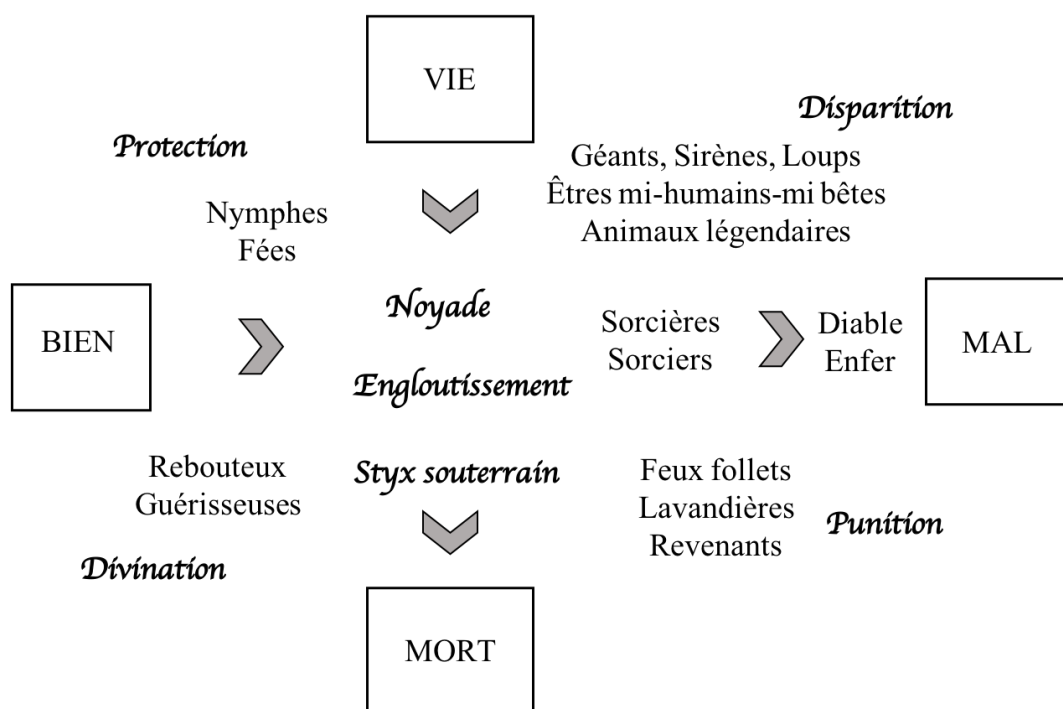 VIE
Disparition
Protection
Géants, Sirènes, Loups
Êtres mi-humains-mi bêtes
Animaux légendaires
Nymphes
Fées
Noyade
BIEN
Sorcières
Sorciers
Diable
Enfer
MAL
Engloutissement
Rebouteux
Guérisseuses
Styx souterrain
Feux follets
Lavandières
Revenants
Punition
Divination
MORT